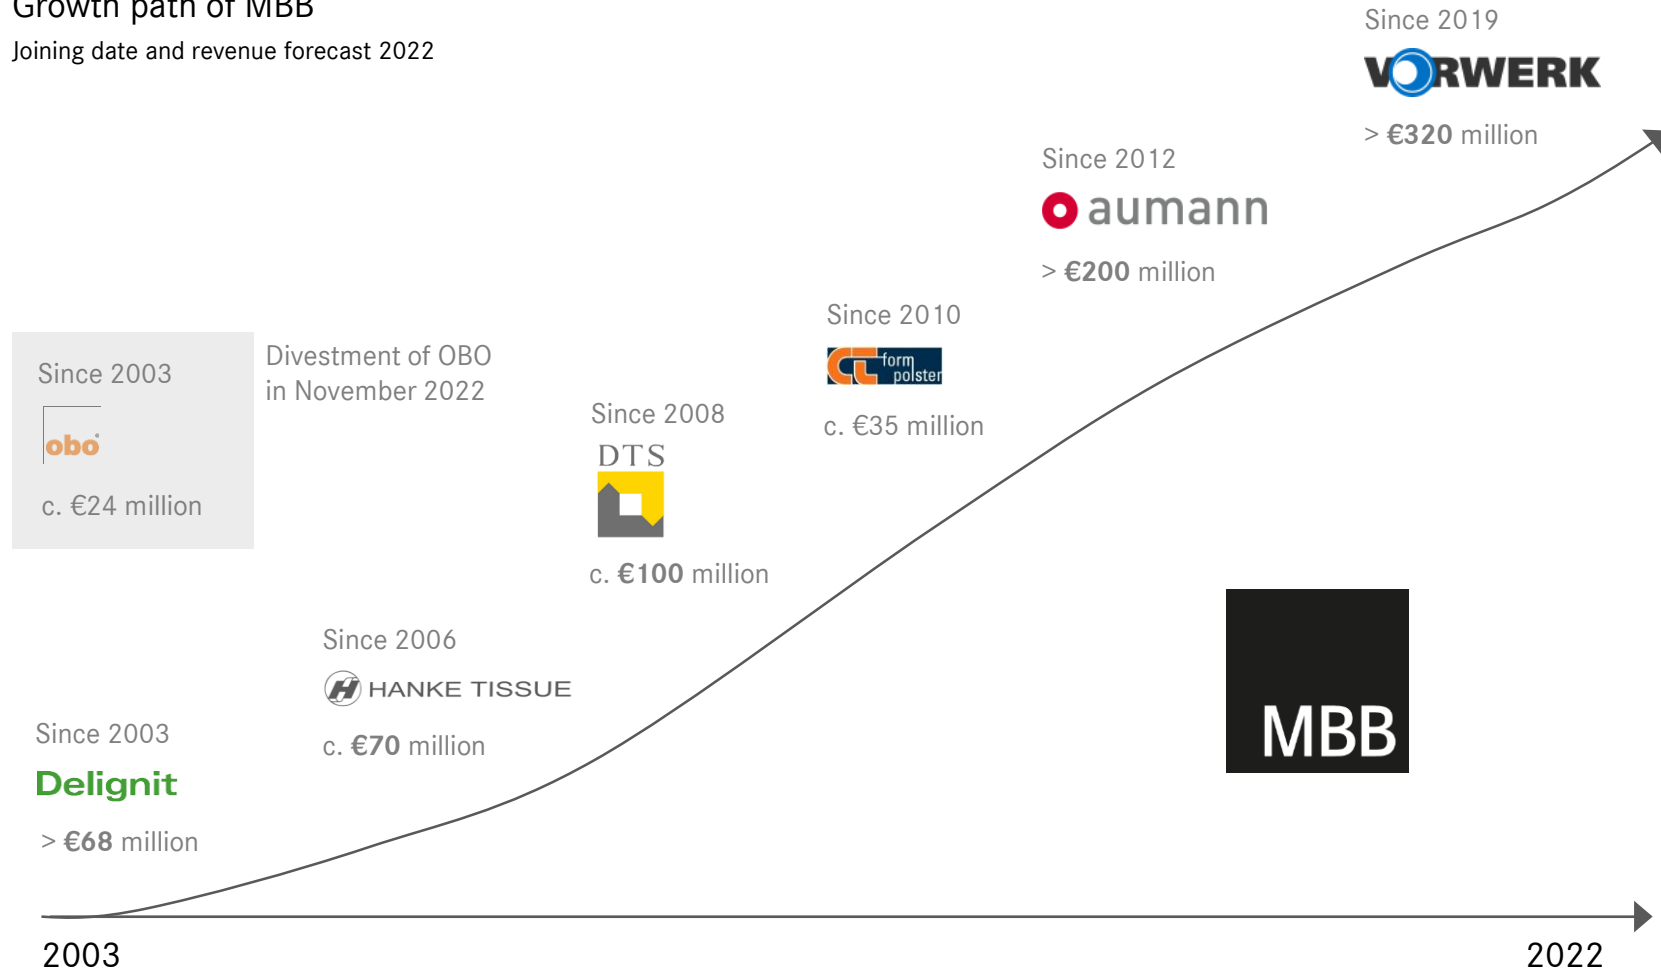 Growth path of MBB
Joining date and revenue forecast 2022
Since 2019
VORWERK
> €320 million
Since 2012
aumann
> €200 million
Since 2010
CT form
polster
c. €35 million
Since 2003
obo
c. €24 million
Divestment of OBO
in November 2022
Since 2008
DTS
c. €100 million
Since 2006
H HANKE TISSUE
c. €70 million
Since 2003
Delignit
> €68 million
MBB
2003
2022